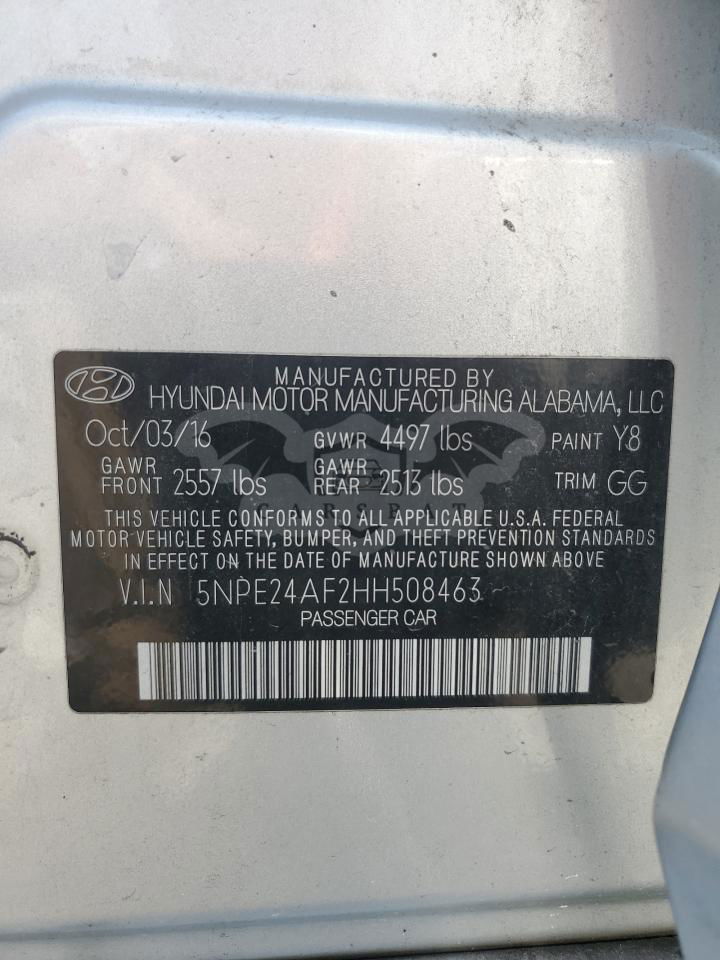 MANUFACTURED BY
HYUNDAI MOTOR MANUFACTURING ALABAMA, LLC
Oct/03/16 GVWR 4497 lbs PAINT Y8
GAWR FRONT 2557 lbs GAWR REAR 2513 lbs TRIM GG
CARSBAT
THIS VEHICLE CONFORMS TO ALL APPLICABLE U.S.A. FEDERAL
MOTOR VEHICLE SAFETY, BUMPER, AND THEFT PREVENTION STANDARDS
IN EFFECT ON THE DATE OF MANUFACTURE SHOWN ABOVE
V.I.N 5NPE24AF2HH508463
PASSENGER CAR